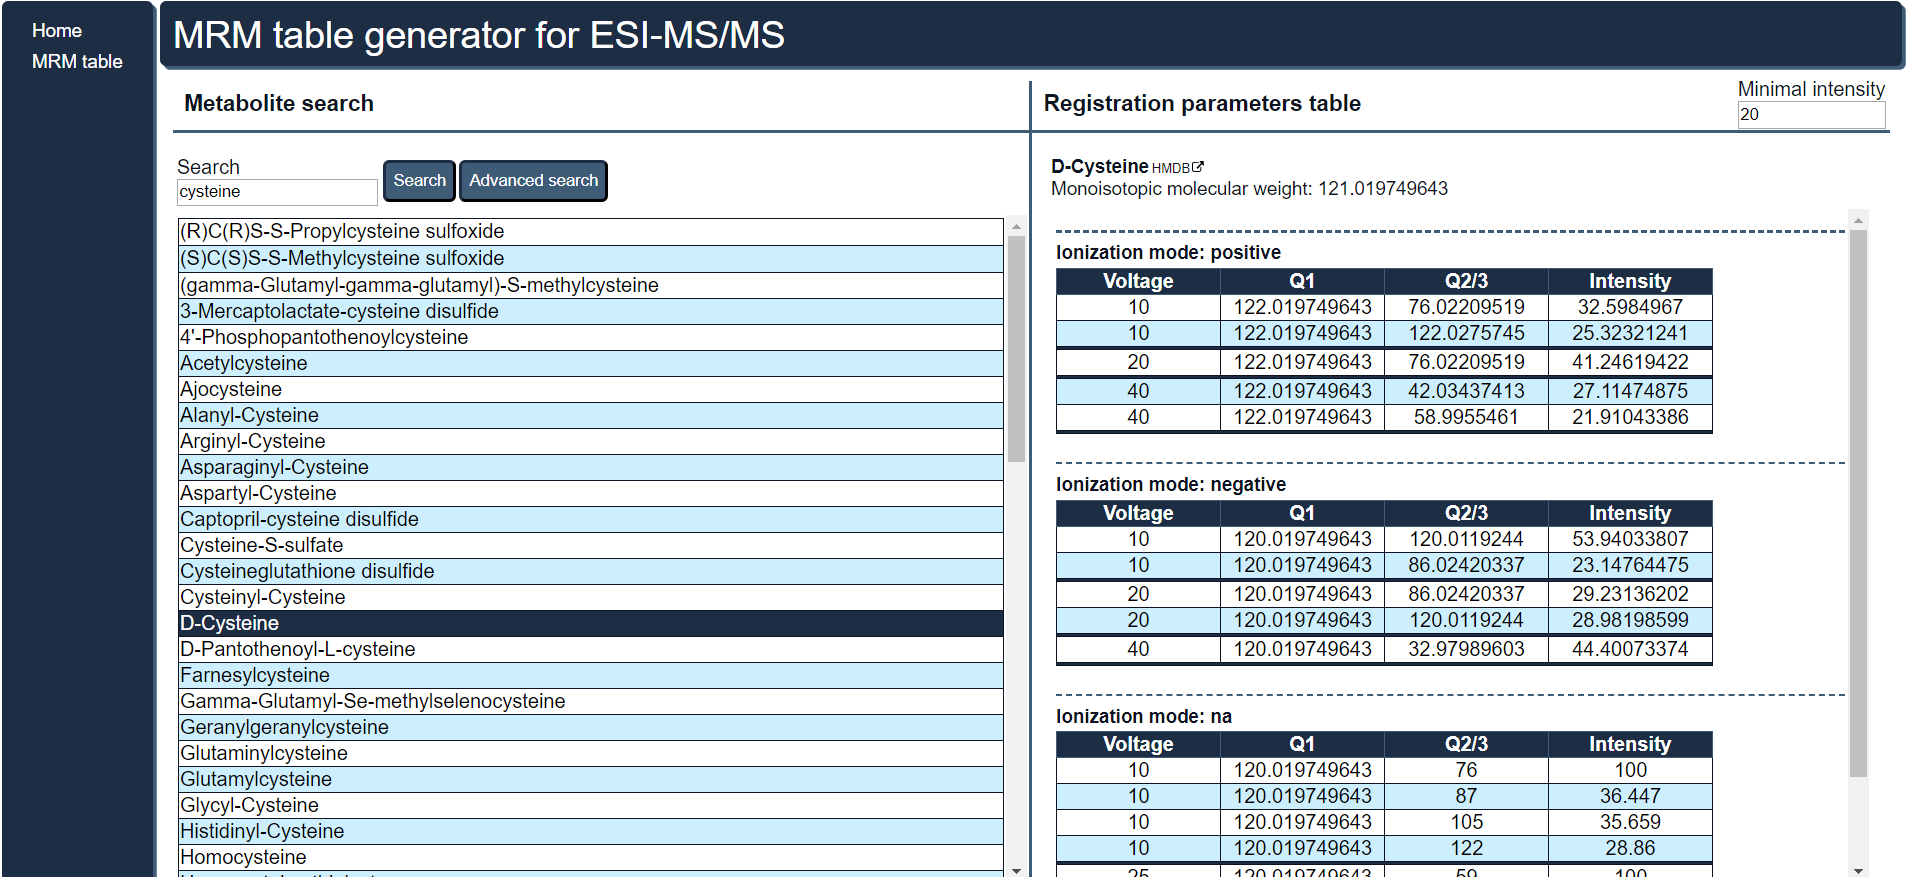 Home
MRM table
MRM table generator for ESI-MS/MS
Metabolite search
Search
cysteine
Search
Advanced search
(R)C(R)S-S-Propylcysteine sulfoxide
(S)C(S)S-S-Methylcysteine sulfoxide
(gamma-Glutamyl-gamma-glutamyl)-S-methylcysteine
3-Mercaptolactate-cysteine disulfide
4'-Phosphopantothenoylcysteine
Acetylcysteine
Ajocysteine
Alanyl-Cysteine
Arginyl-Cysteine
Asparaginyl-Cysteine
Aspartyl-Cysteine
Captopril-cysteine disulfide
Cysteine-S-sulfate
Cysteineglutathione disulfide
Cysteinyl-Cysteine
D-Cysteine
D-Pantothenoyl-L-cysteine
Farnesylcysteine
Gamma-Glutamyl-Se-methylselenocysteine
Geranylgeranylcysteine
Glutaminylcysteine
Glutamylcysteine
Glycyl-Cysteine
Histidinyl-Cysteine
Homocysteine
Registration parameters table
Minimal intensity
20
D-Cysteine HMDB
Monoisotopic molecular weight: 121.019749643
Ionization mode: positive
Voltage Q1 Q2/3 Intensity
10 122.019749643 76.02209519 32.5984967
10 122.019749643 122.0275745 25.32321241
20 122.019749643 76.02209519 41.24619422
40 122.019749643 42.03437413 27.11474875
40 122.019749643 58.9955461 21.91043386
Ionization mode: negative
Voltage Q1 Q2/3 Intensity
10 120.019749643 120.0119244 53.94033807
10 120.019749643 86.02420337 23.14764475
20 120.019749643 86.02420337 29.23136202
20 120.019749643 120.0119244 28.98198599
40 120.019749643 32.97989603 44.40073374
Ionization mode: na
Voltage Q1 Q2/3 Intensity
10 120.019749643 76 100
10 120.019749643 87 36.447
10 120.019749643 105 35.659
10 120.019749643 122 28.86
25 120.019749643 59 100